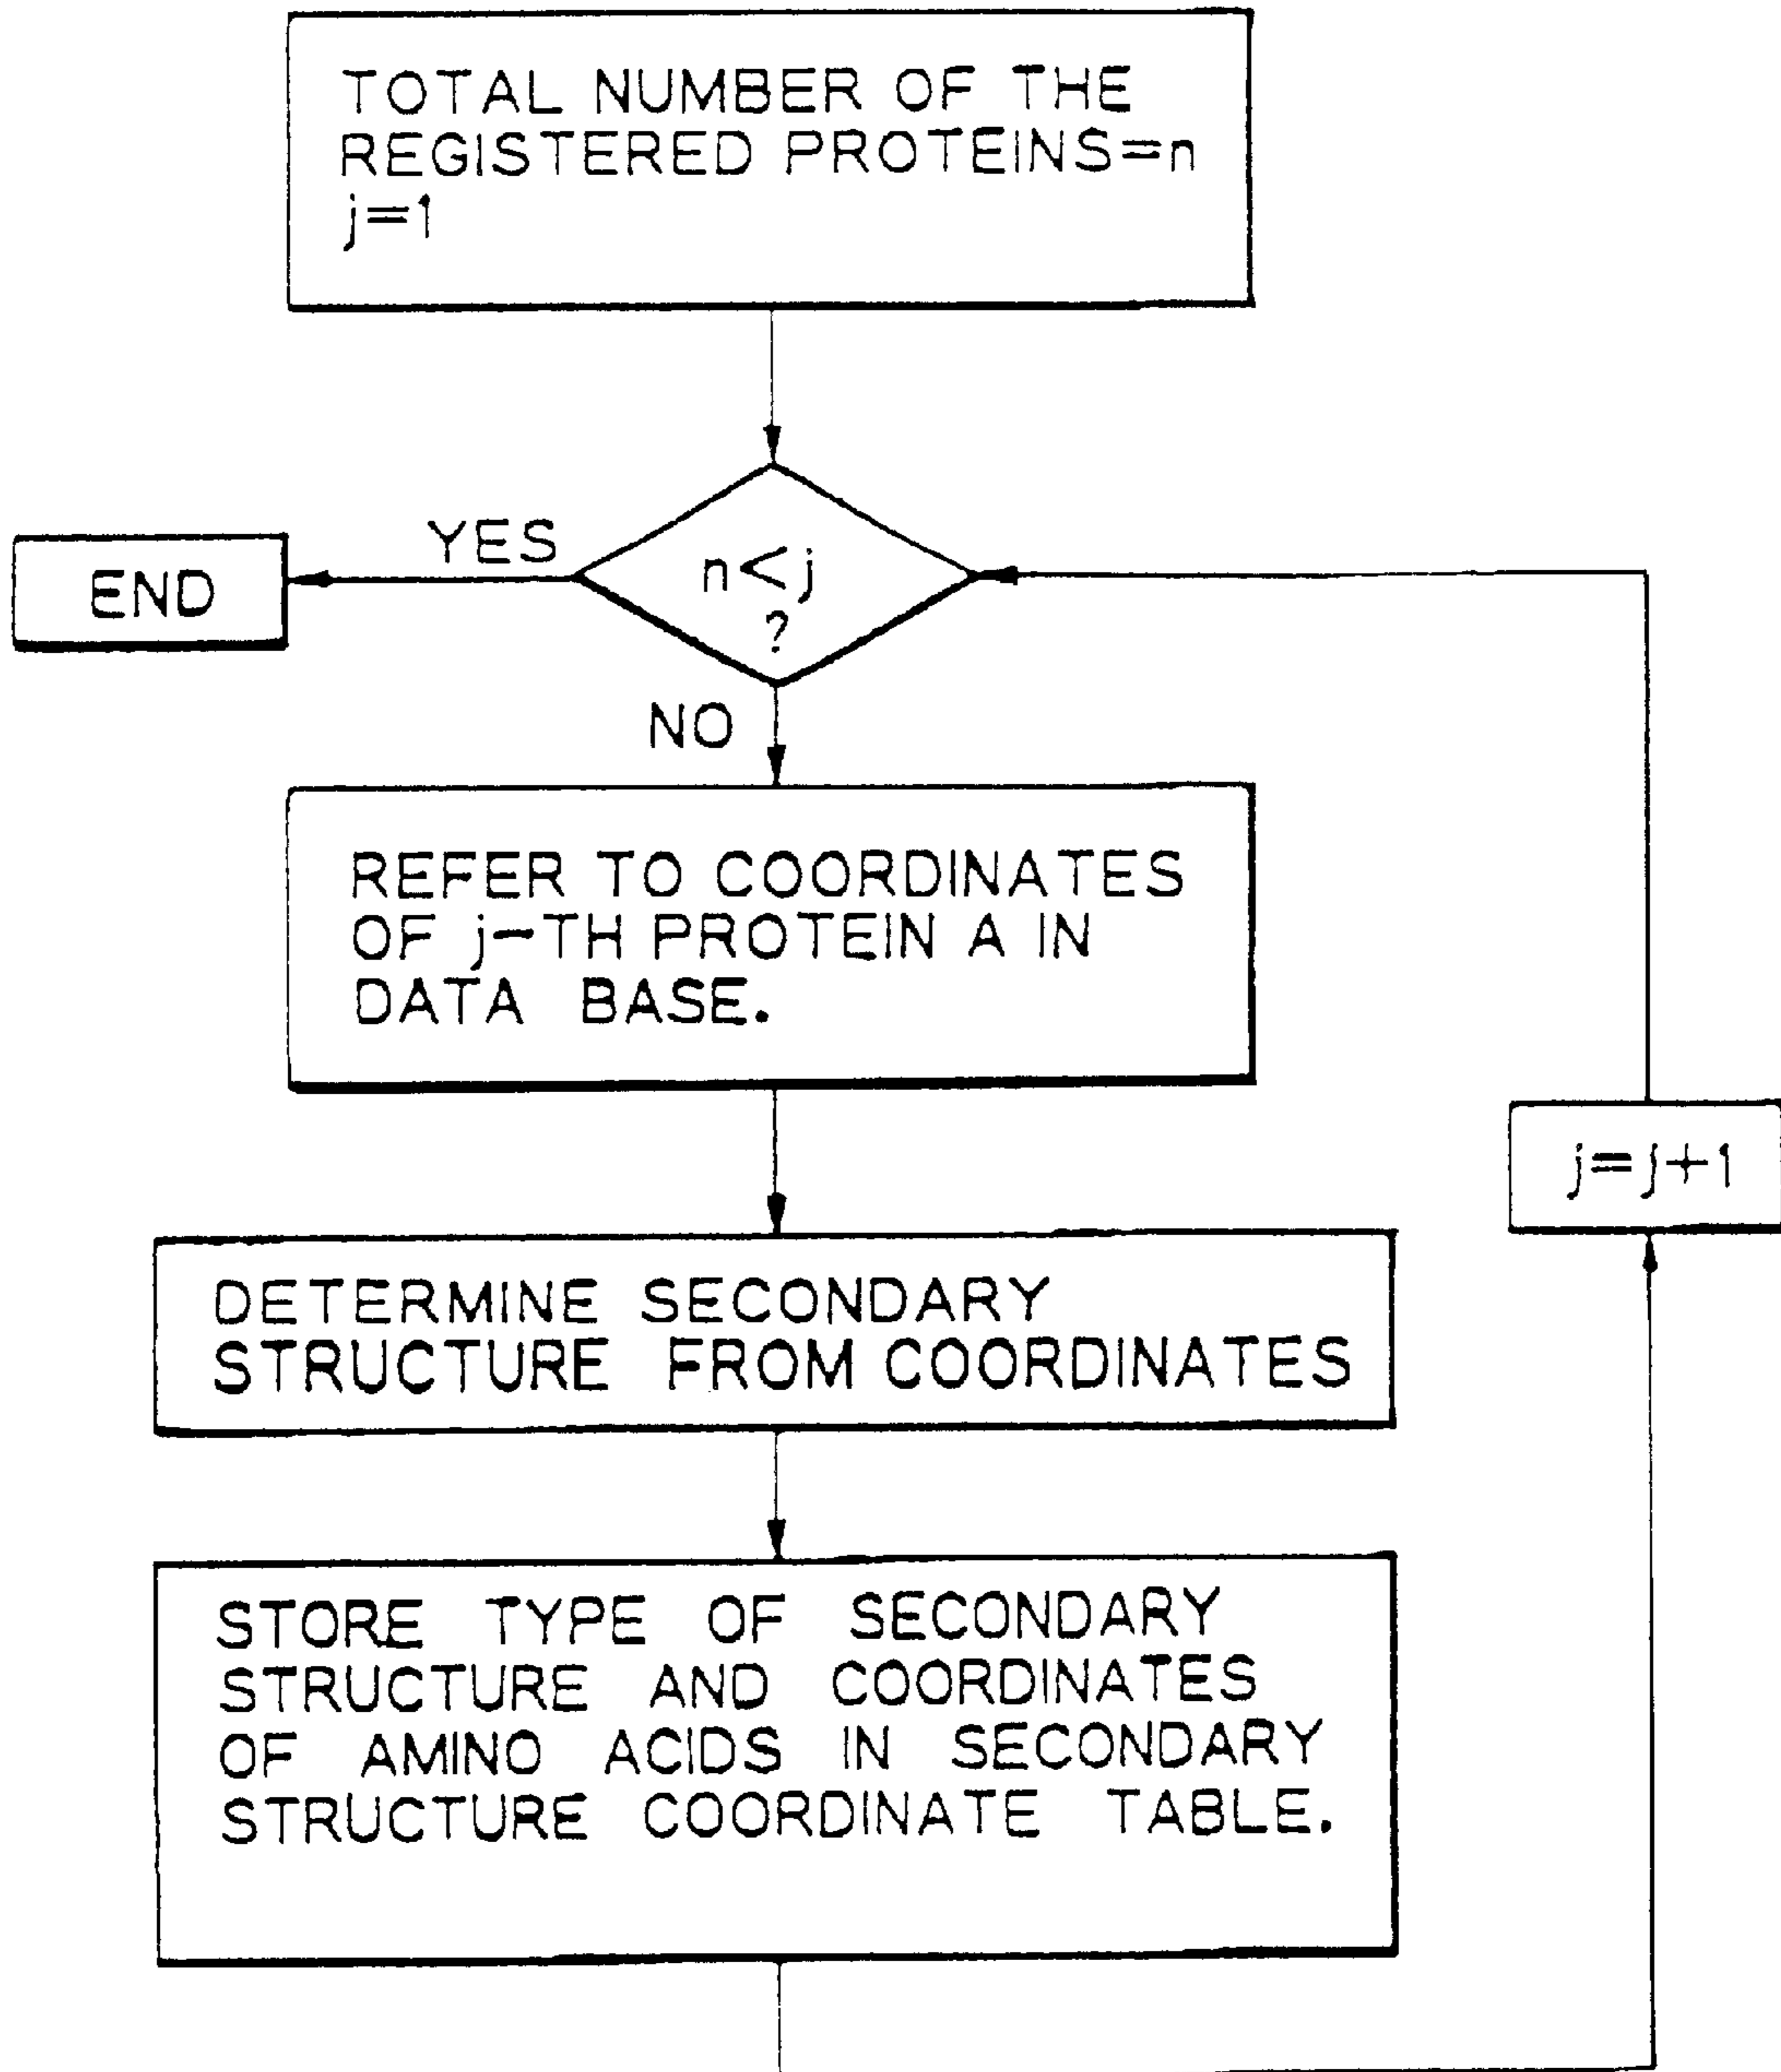 TOTAL NUMBER OF THE
REGISTERED PROTEINS=n
j=1
YES
END
n<j
?
NO
REFER TO COORDINATES
OF j-TH PROTEIN A IN
DATA BASE.
j=j+1
DETERMINE SECONDARY
STRUCTURE FROM COORDINATES
STORE TYPE OF SECONDARY
STRUCTURE AND COORDINATES
OF AMINO ACIDS IN SECONDARY
STRUCTURE COORDINATE TABLE.